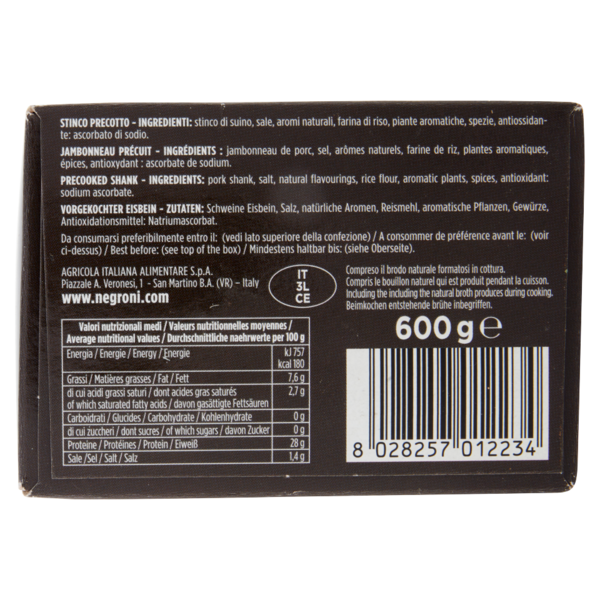 STINCO PRECOTTO - INGREDIENTI: stinco di suino, sale, aromi naturali, farina di riso, piante aromatiche, spezie, antiossidan-
te: ascorbato di sodio.
JAMBONNEAU PRÉCUIT - INGRÉDIENTS : jambonneau de porc, sel, arômes naturels, farine de riz, plantes aromatiques,
épices, antioxydant : ascorbate de sodium.
PRECOOKED SHANK - INGREDIENTS: pork shank, salt, natural flavourings, rice flour, aromatic plants, spices, antioxidant:
sodium ascorbate.
VORGEKOCHTER EISBEIN - ZUTATEN: Schweine Eisbein, Salz, natürliche Aromen, Reismehl, aromatische Pflanzen, Gewürze,
Antioxidationsmittel: Natriumascorbat.
Da consumarsi preferibilmente entro il: (vedi lato superiore della confezione) / A consommer de préférence avant le: (voir
ci-dessus) / Best before: (see top of the box) / Mindestens haltbar bis: (siehe Oberseite).
AGRICOLA ITALIANA ALIMENTARE S.p.A.
Piazzale A. Veronesi, 1 - San Martino B.A. (VR) – Italy
www.negroni.com
IT
3L
CE
Compreso il brodo naturale formatosi in cottura.
Compris le bouillon naturel qui est produit pendant la cuisson.
Including the including the natural broth produces during cooking.
Beimkochen entstehende brühe inbegriffen.
600 g ℮
Valori nutrizionali medi / Valeurs nutritionnelles moyennes /
Average nutritional values / Durchschnittliche naehrwerte per 100 g
Energia / Energie / Energy / Energie kJ 757
kcal 180
Grassi / Matières grasses / Fat / Fett 7,6 g
di cui acidi grassi saturi / dont acides gras saturés 2,7 g
of which saturated fatty acids / davon gasättigte Fettsäuren
Carboidrati / Glucides / Carbohydrate / Kohlenhydrate 0 g
di cui zuccheri / dont sucres / of which sugars / davon Zucker 0 g
Proteine / Protéines / Protein / Eiweiß 28 g
Sale /Sel / Salt / Salz 1,4 g
8 028257 012234